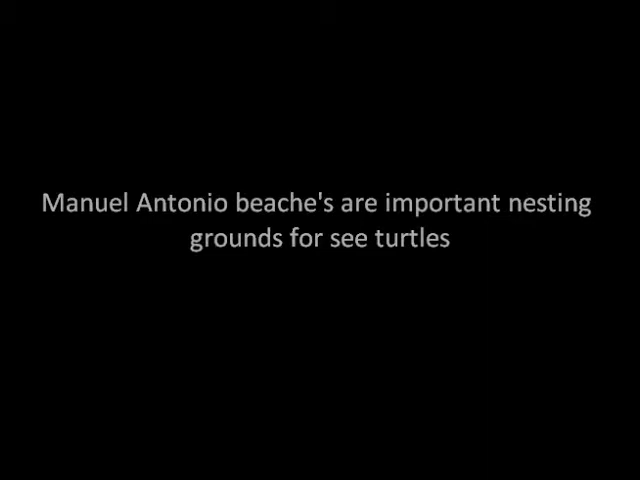 Manuel Antonio beache's are important nesting
grounds for see turtles